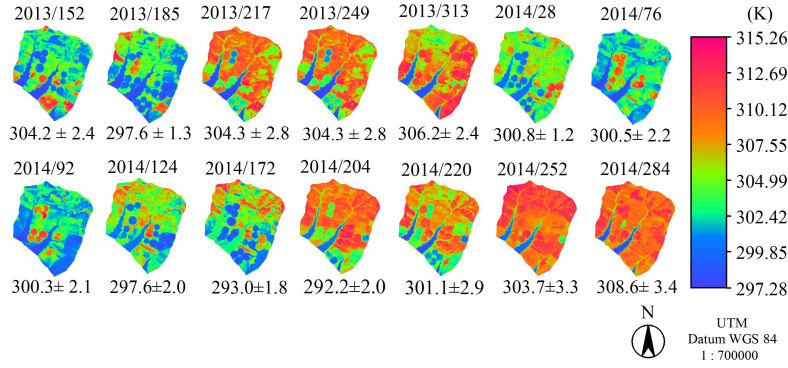 2013/152 2013/185 2013/217 2013/249 2013/313 2014/28 2014/76 (K)
304.2 ± 2.4 297.6 ± 1.3 304.3 ± 2.8 304.3 ± 2.8 306.2 ± 2.4 300.8± 1.2 300.5± 2.2
2014/92 2014/124 2014/172 2014/204 2014/220 2014/252 2014/284
300.3± 2.1 297.6±2.0 293.0±1.8 292.2±2.0 301.1±2.9 303.7±3.3 308.6± 3.4
315.26
312.69
310.12
307.55
304.99
302.42
299.85
297.28
N
UTM
Datum WGS 84
1 : 700000